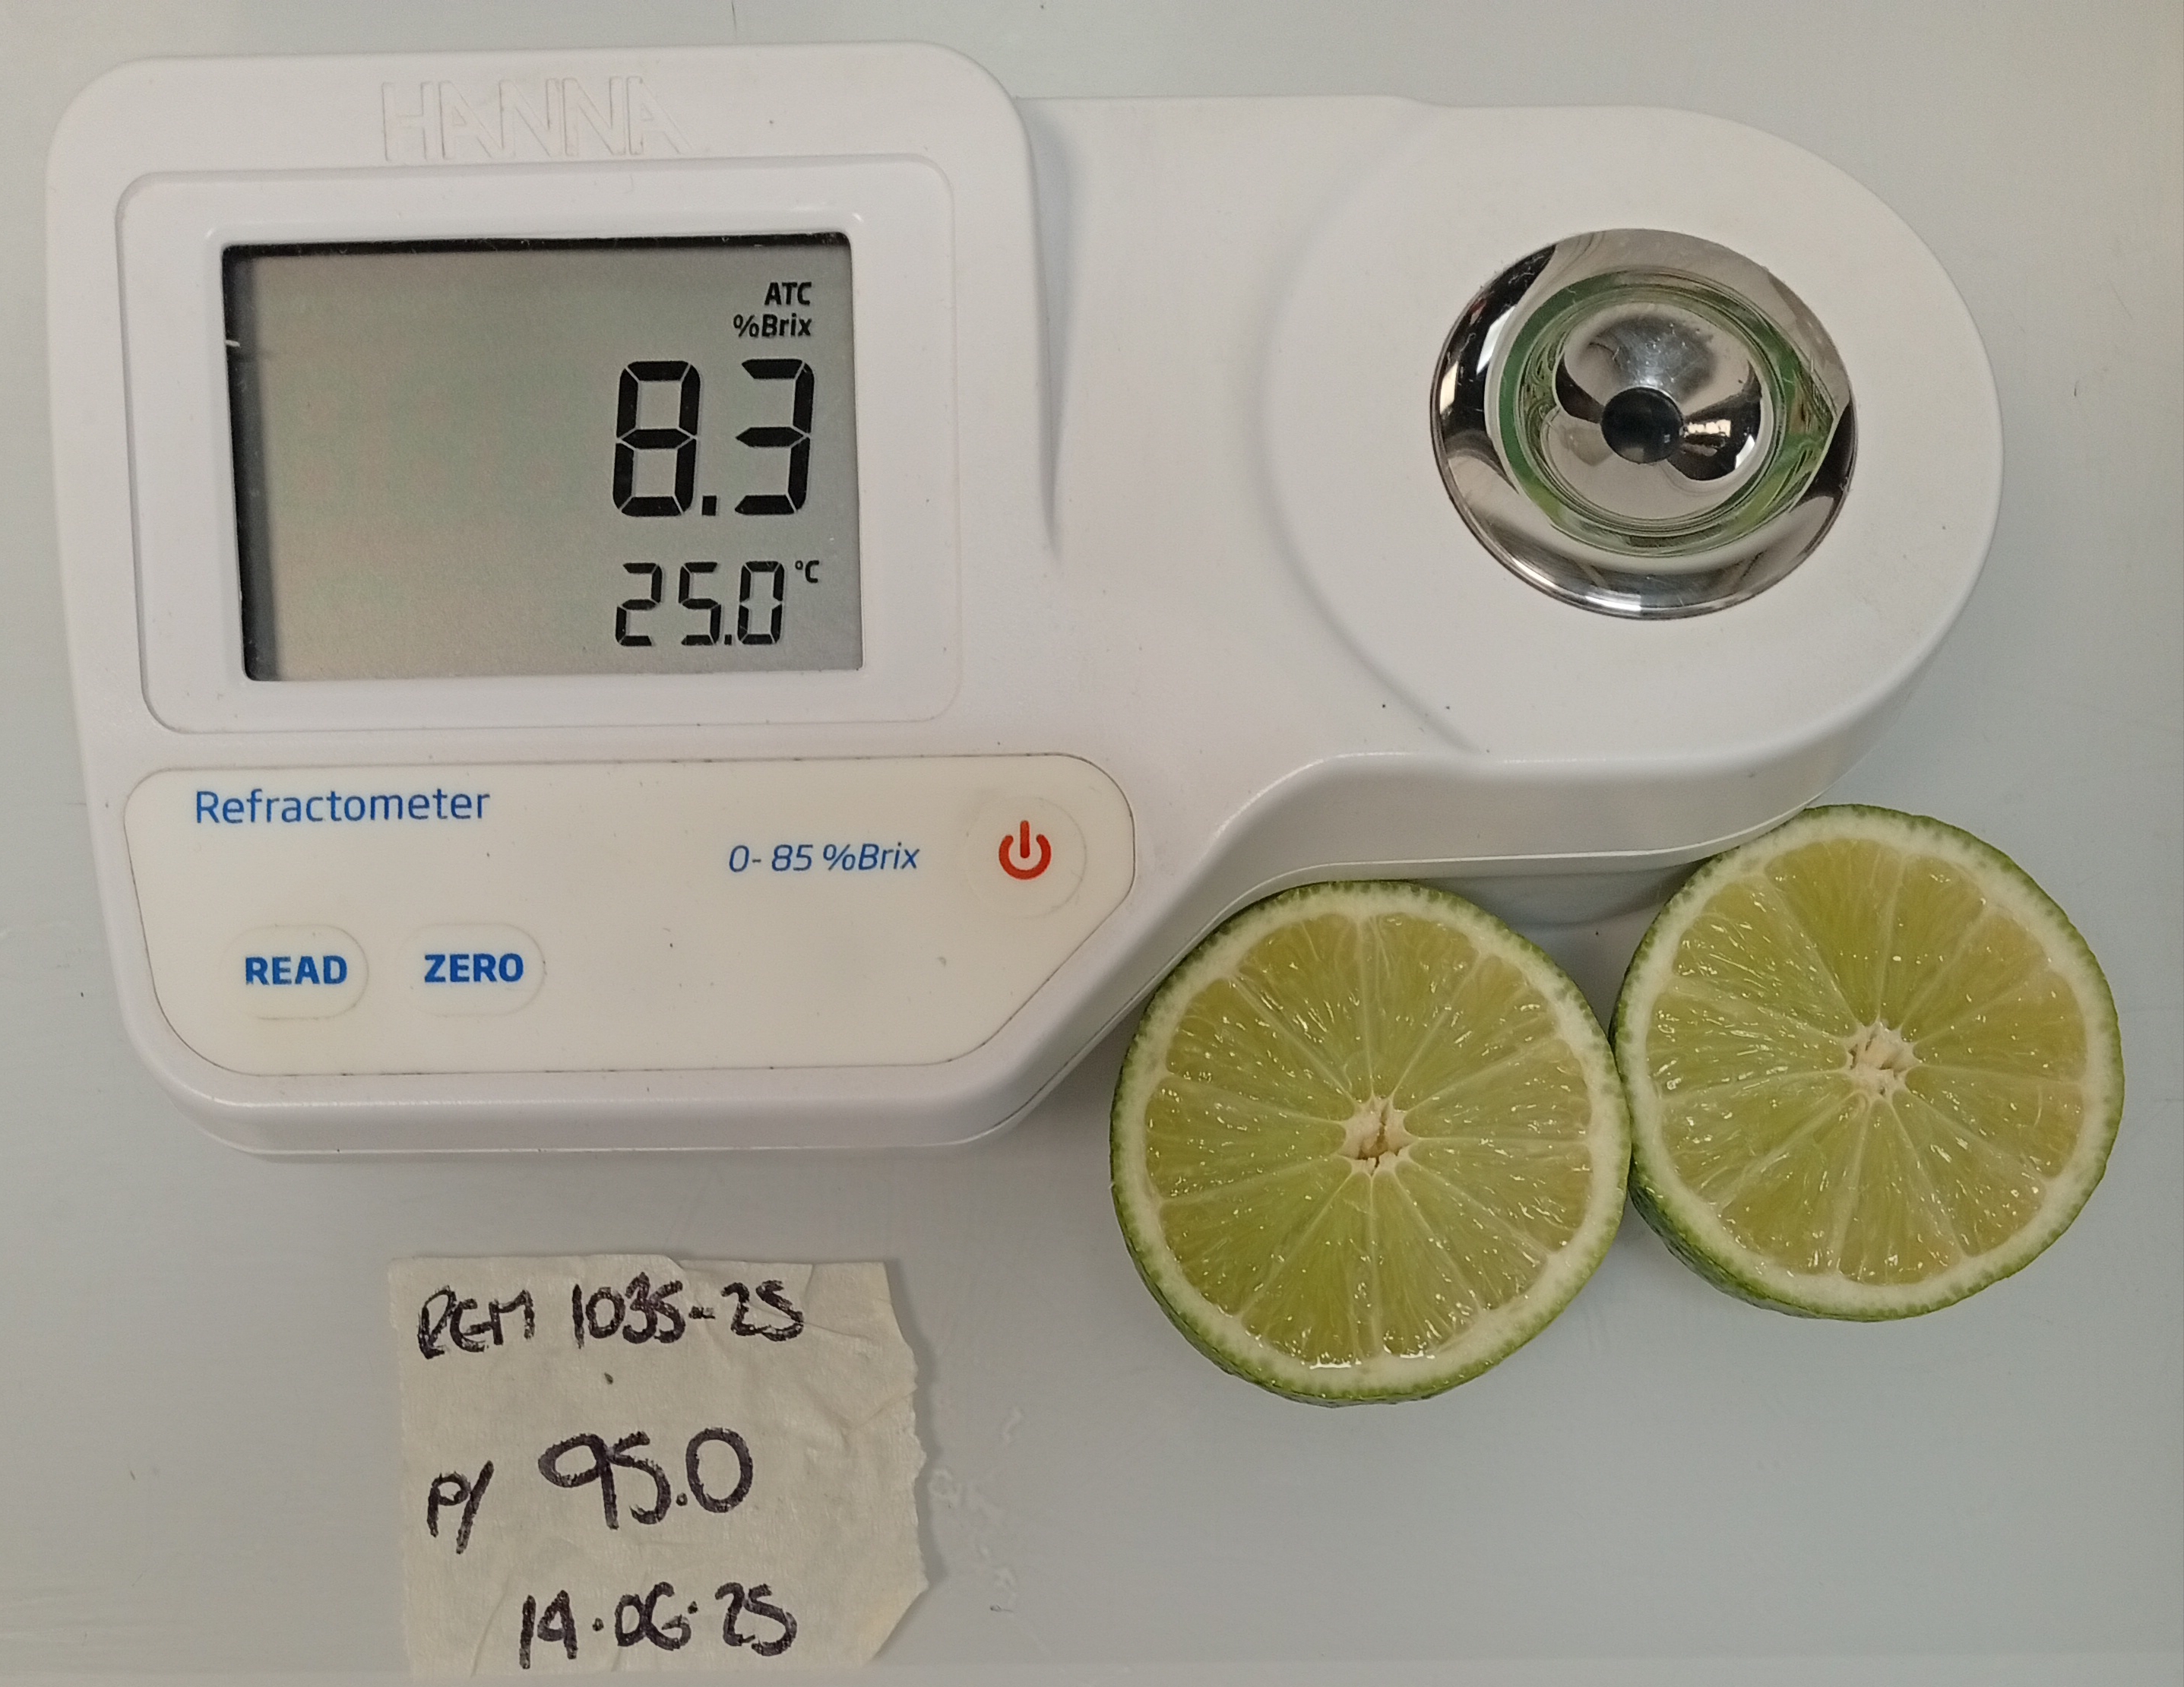 HANNA
ATC
%Brix
8.3
25.0 °C
Refractometer
0-85 %Brix
READ
ZERO
REM 1035-25
P/ 95.0
14.06.25